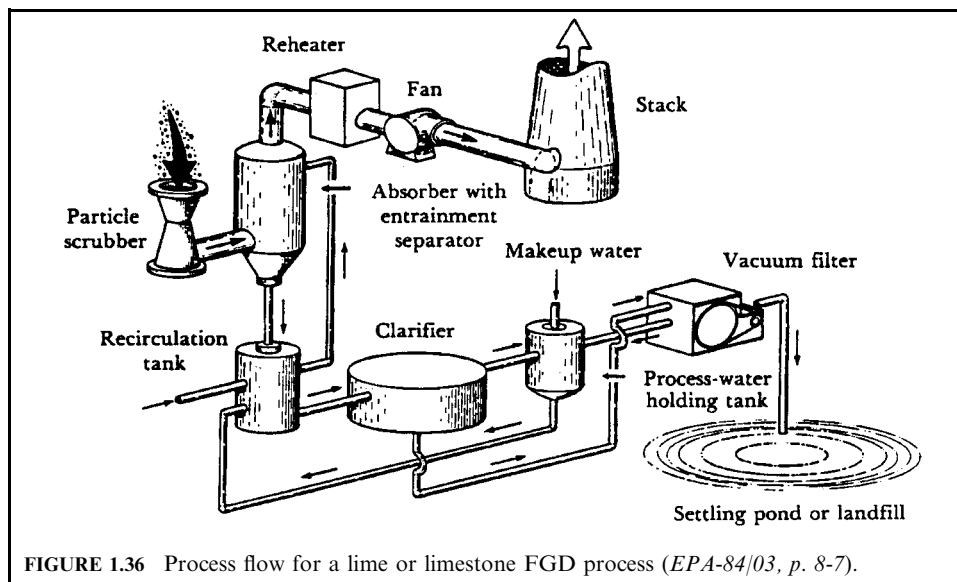 Reheater
Fan
Stack
Particle
scrubber
Absorber with
entrainment
separator
Makeup water
Vacuum filter
Recirculation
tank
Clarifier
Process-water
holding tank
Settling pond or landfill
FIGURE 1.36 Process flow for a lime or limestone FGD process (EPA-84/03, p. 8-7).